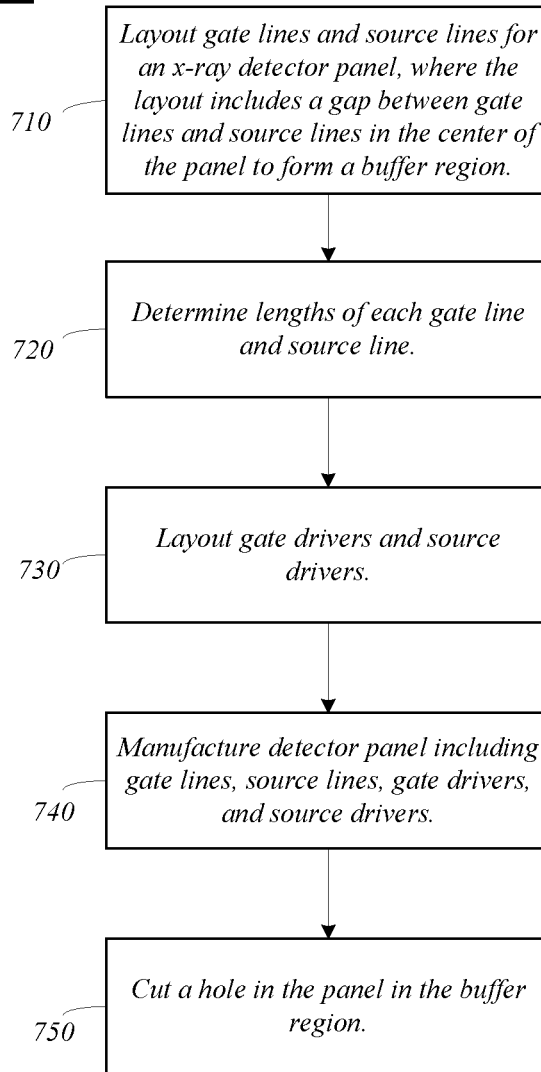 Layout gate lines and source lines for
an x-ray detector panel, where the
layout includes a gap between gate
lines and source lines in the center of
the panel to form a buffer region.
710
Determine lengths of each gate line
and source line.
720
Layout gate drivers and source
drivers.
730
Manufacture detector panel including
gate lines, source lines, gate drivers,
and source drivers.
740
Cut a hole in the panel in the buffer
region.
750